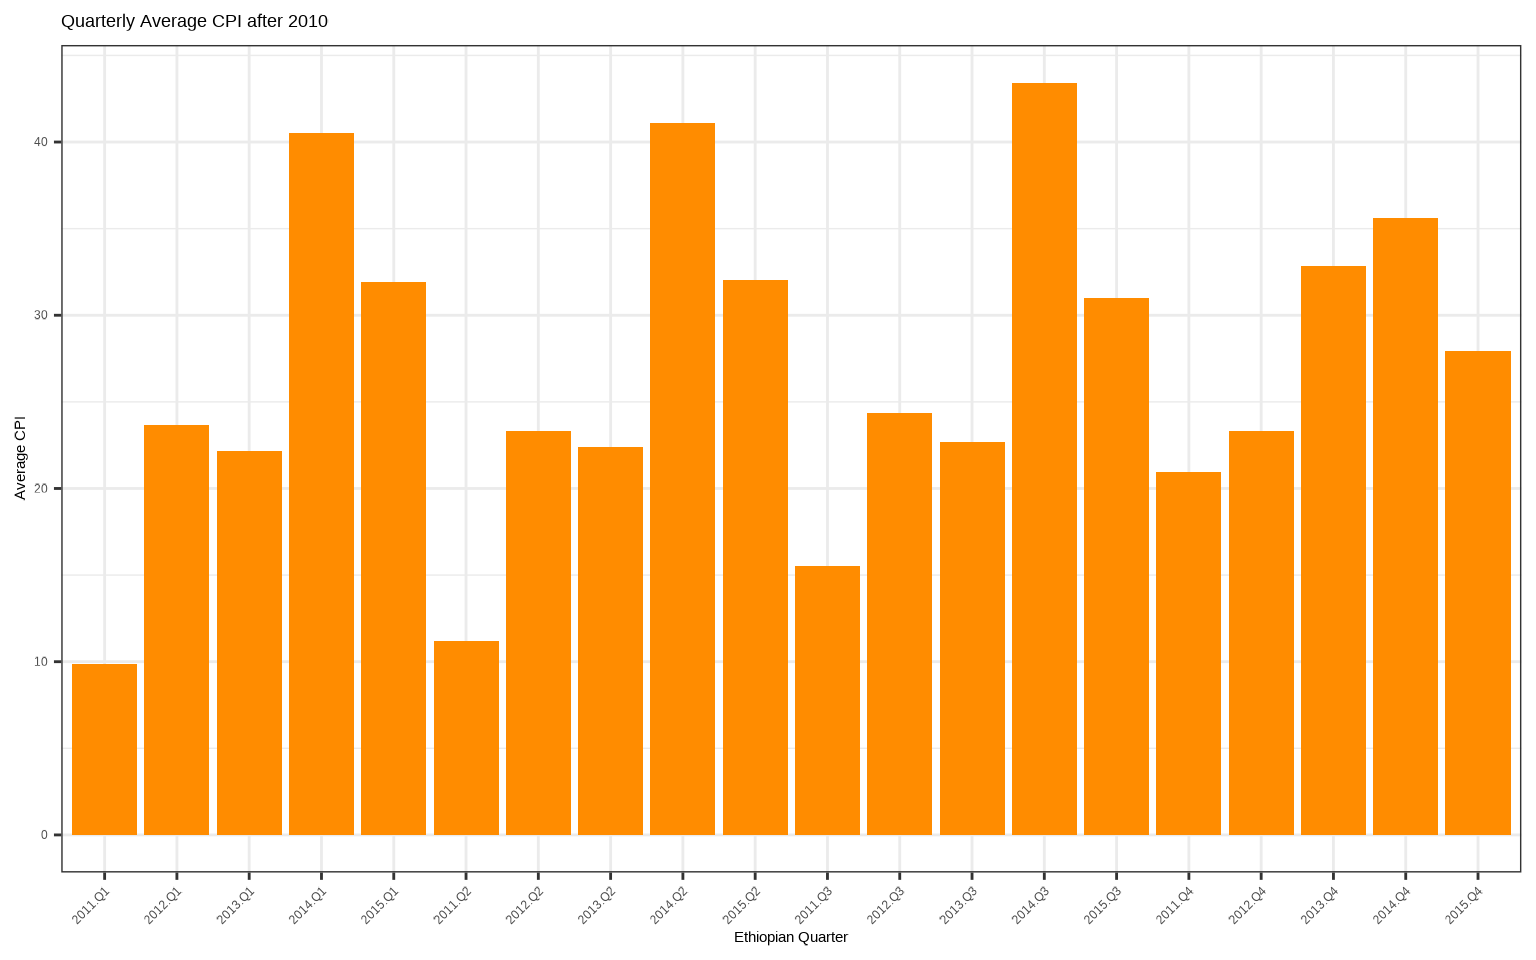 Quarterly Average CPI after 2010
Average CPI
40
30
20
10
0
2011.Q1
2012.Q1
2013.Q1
2014.Q1
2015.Q1
2011.Q2
2012.Q2
2013.Q2
2014.Q2
2015.Q2
2011.Q3
2012.Q3
2013.Q3
2014.Q3
2015.Q3
2011.Q4
2012.Q4
2013.Q4
2014.Q4
2015.Q4
Ethiopian Quarter